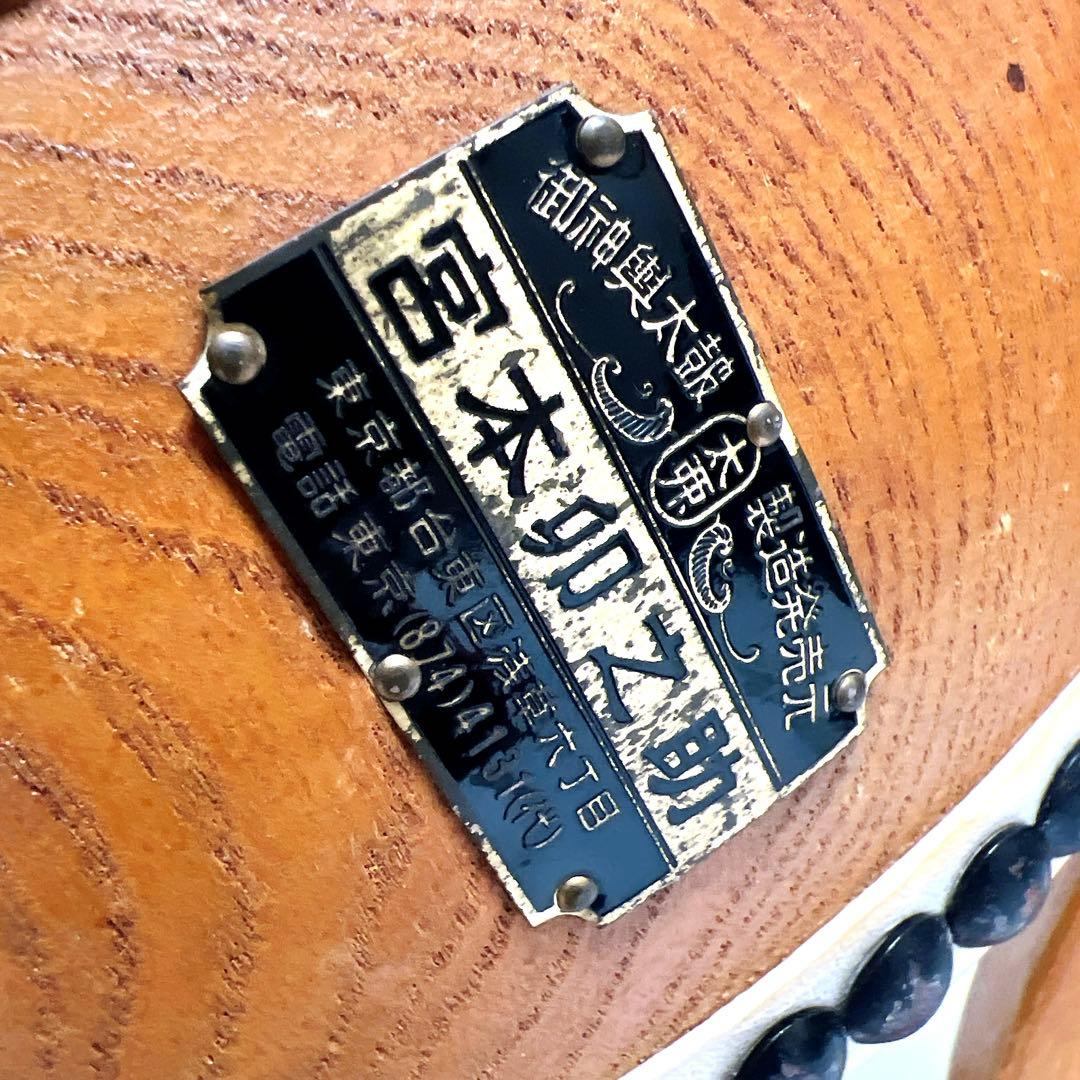 御神輿太鼓
太鼓
製造発売元
宮本卯之助
東京都台東区浅草六丁目
電話 東京(874)4131(代)